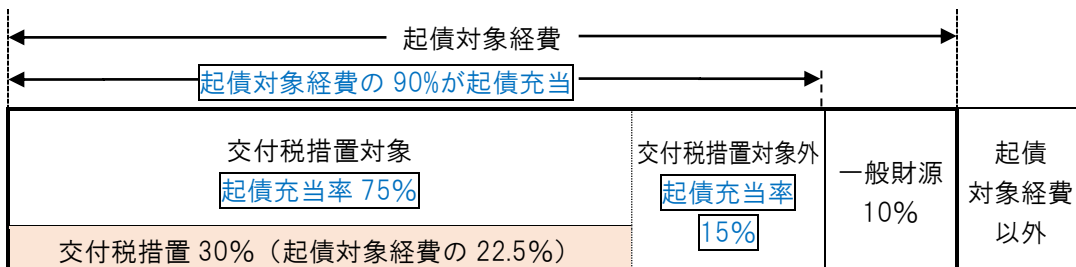 起債対象経費
起債対象経費の 90%が起債充当
交付税措置対象
起債充当率 75%
交付税措置 30%（起債対象経費の 22.5%）
交付税措置対象外
起債充当率
15%
一般財源
10%
起債
対象経費
以外